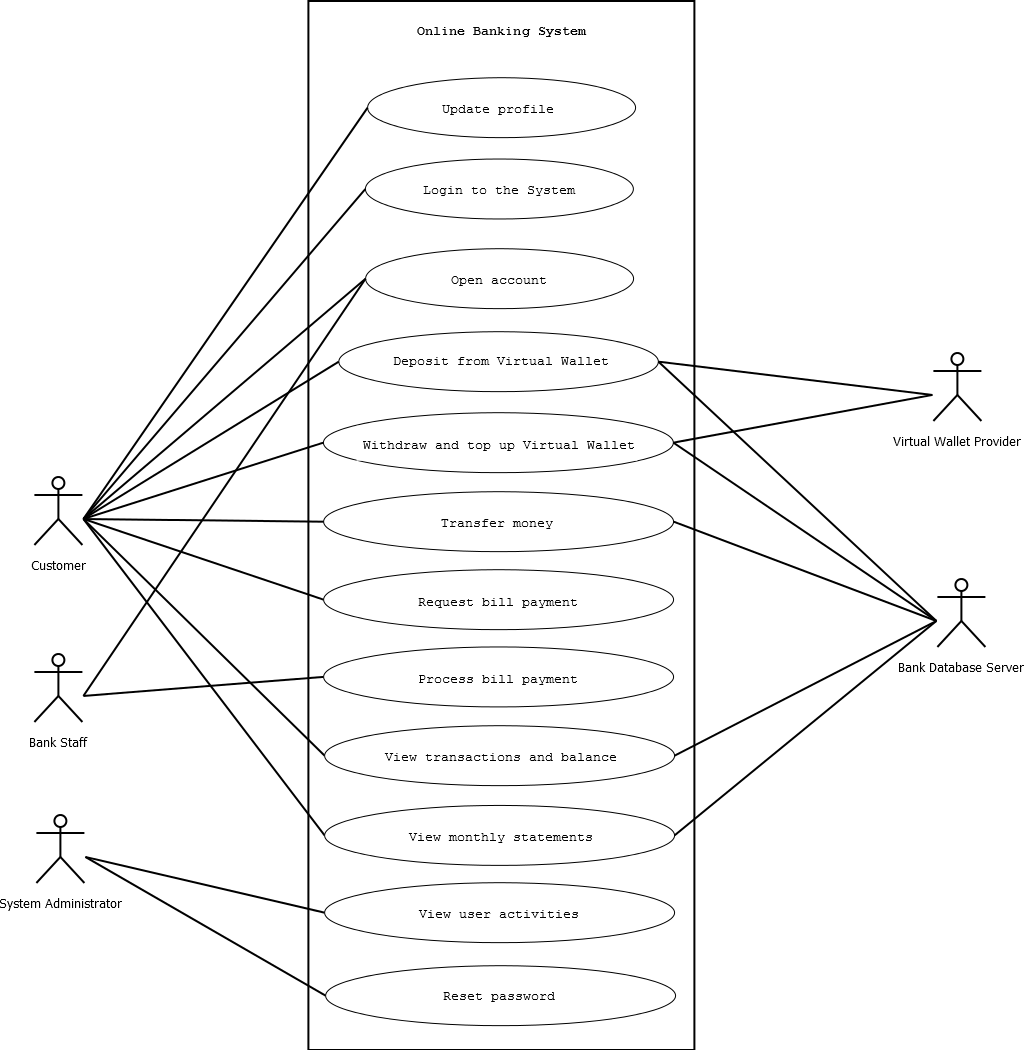 Online Banking System
Update profile
Login to the System
Open account
Deposit from Virtual Wallet
Withdraw and top up Virtual Wallet
Virtual Wallet Provider
Transfer money
Customer
Request bill payment
Bank Database Server
Process bill payment
Bank Staff
View transactions and balance
View monthly statements
System Administrator
View user activities
Reset password